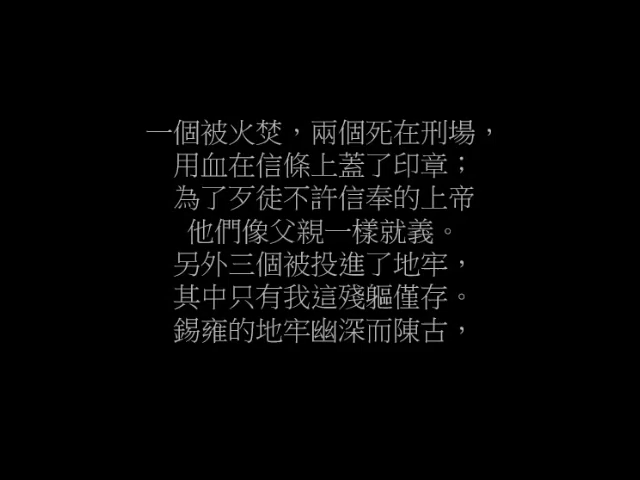 一個被火焚，兩個死在刑場，
用血在信條上蓋了印章；
為了歹徒不許信奉的上帝
他們像父親一樣就義。
另外三個被投進了地牢，
其中只有我這殘軀僅存。
錫雍的地牢幽深而陳古，